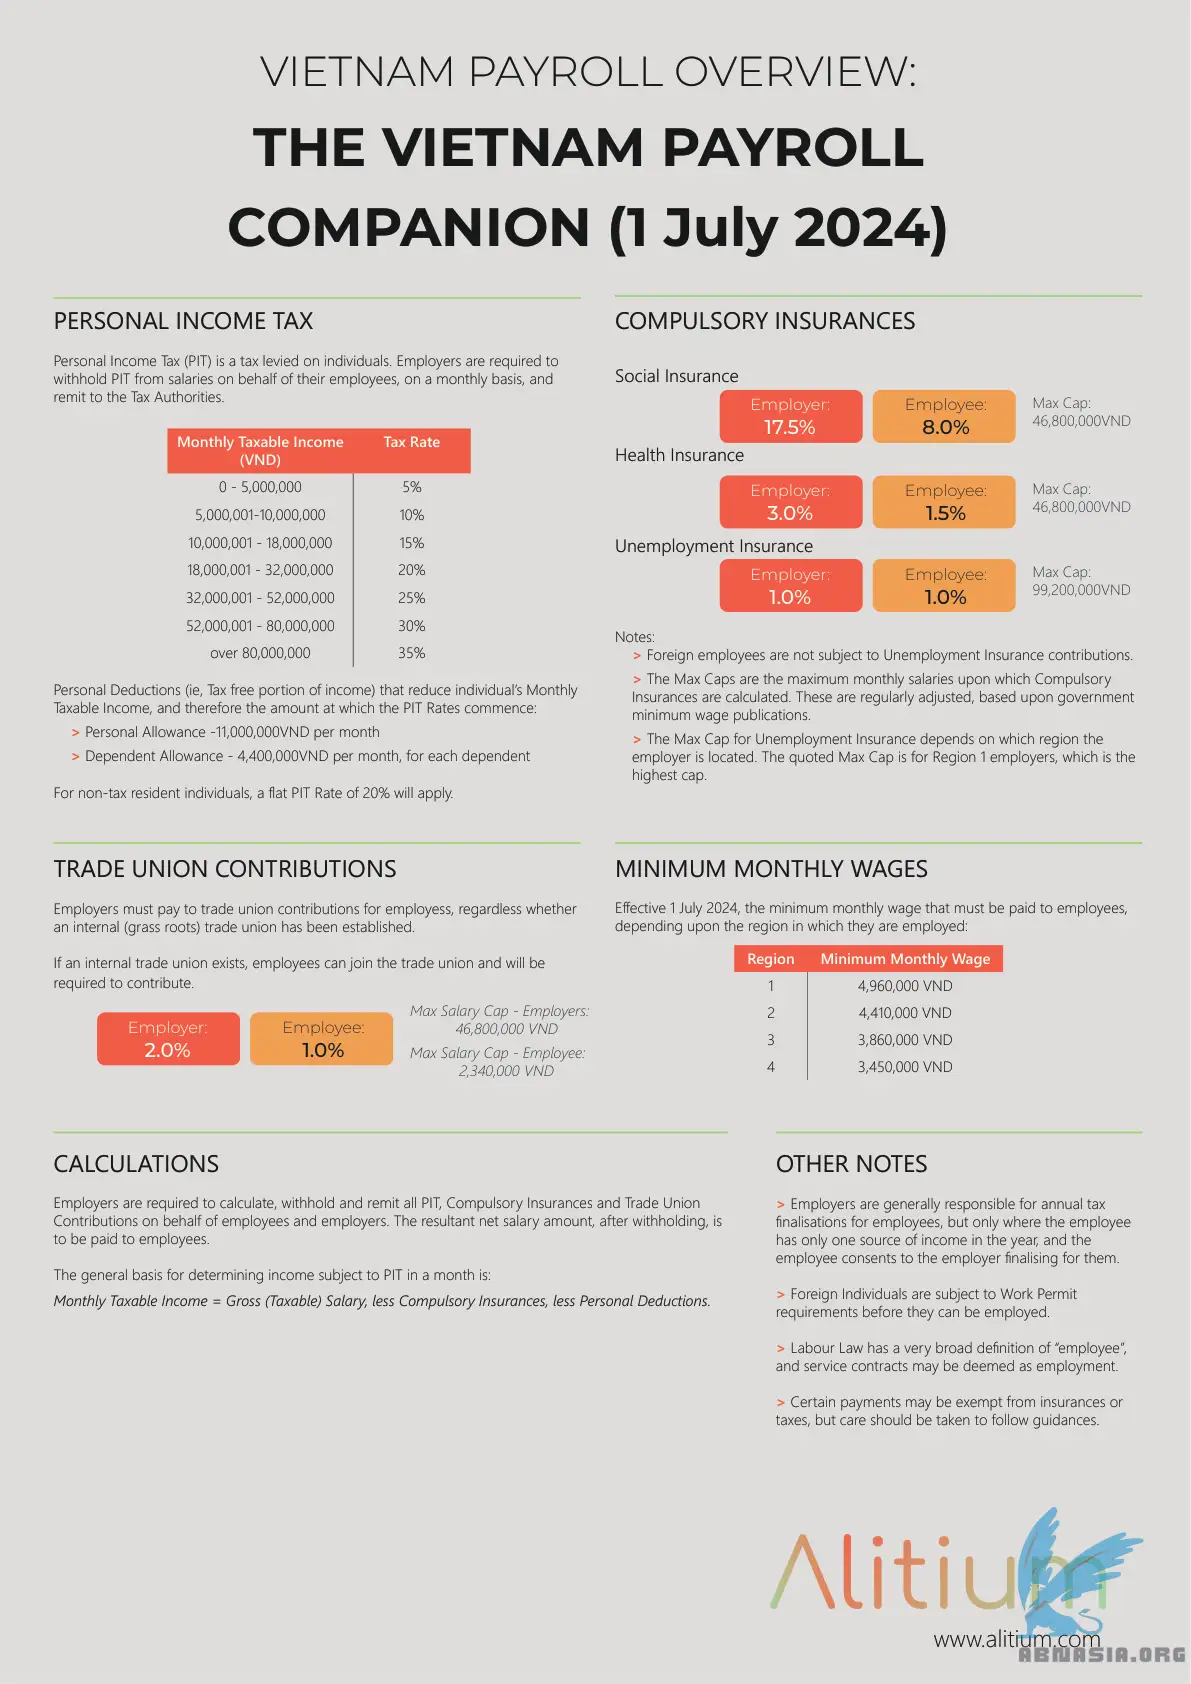 VIETNAM PAYROLL OVERVIEW:
THE VIETNAM PAYROLL
COMPANION (1 July 2024)
PERSONAL INCOME TAX
Personal Income Tax (PIT) is a tax levied on individuals. Employers are required to
withhold PIT from salaries on behalf of their employees, on a monthly basis, and
remit to the Tax Authorities.
Monthly Taxable Income Tax Rate
(VND)
0 - 5,000,000 5%
5,000,001-10,000,000 10%
10,000,001 - 18,000,000 15%
18,000,001 - 32,000,000 20%
32,000,001 - 52,000,000 25%
52,000,001 - 80,000,000 30%
over 80,000,000 35%
Personal Deductions (ie, Tax free portion of income) that reduce individual's Monthly
Taxable Income, and therefore the amount at which the PIT Rates commence:
> Personal Allowance -11,000,000VND per month
> Dependent Allowance - 4,400,000VND per month, for each dependent
For non-tax resident individuals, a flat PIT Rate of 20% will apply.
COMPULSORY INSURANCES
Social Insurance
Employer: Employee: Max Cap:
17.5% 8.0% 46,800,000VND
Health Insurance
Employer: Employee: Max Cap:
3.0% 1.5% 46,800,000VND
Unemployment Insurance
Employer: Employee: Max Cap:
1.0% 1.0% 99,200,000VND
Notes:
> Foreign employees are not subject to Unemployment Insurance contributions.
> The Max Caps are the maximum monthly salaries upon which Compulsory
Insurances are calculated. These are regularly adjusted, based upon government
minimum wage publications.
> The Max Cap for Unemployment Insurance depends on which region the
employer is located. The quoted Max Cap is for Region 1 employers, which is the
highest cap.
TRADE UNION CONTRIBUTIONS
Employers must pay to trade union contributions for employess, regardless whether
an internal (grass roots) trade union has been established.
If an internal trade union exists, employees can join the trade union and will be
required to contribute.
Employer: Employee:
2.0% 1.0%
Max Salary Cap - Employers:
46,800,000 VND
Max Salary Cap - Employee:
2,340,000 VND
MINIMUM MONTHLY WAGES
Effective 1 July 2024, the minimum monthly wage that must be paid to employees,
depending upon the region in which they are employed:
Region Minimum Monthly Wage
1 4,960,000 VND
2 4,410,000 VND
3 3,860,000 VND
4 3,450,000 VND
CALCULATIONS
Employers are required to calculate, withhold and remit all PIT, Compulsory Insurances and Trade Union
Contributions on behalf of employees and employers. The resultant net salary amount, after withholding, is
to be paid to employees.
The general basis for determining income subject to PIT in a month is:
Monthly Taxable Income = Gross (Taxable) Salary, less Compulsory Insurances, less Personal Deductions.
OTHER NOTES
> Employers are generally responsible for annual tax
finalisations for employees, but only where the employee
has only one source of income in the year, and the
employee consents to the employer finalising for them.
> Foreign Individuals are subject to Work Permit
requirements before they can be employed.
> Labour Law has a very broad definition of "employee",
and service contracts may be deemed as employment.
> Certain payments may be exempt from insurances or
taxes, but care should be taken to follow guidances.
Alitium
www.alitium.com
ABNASIA.ORG